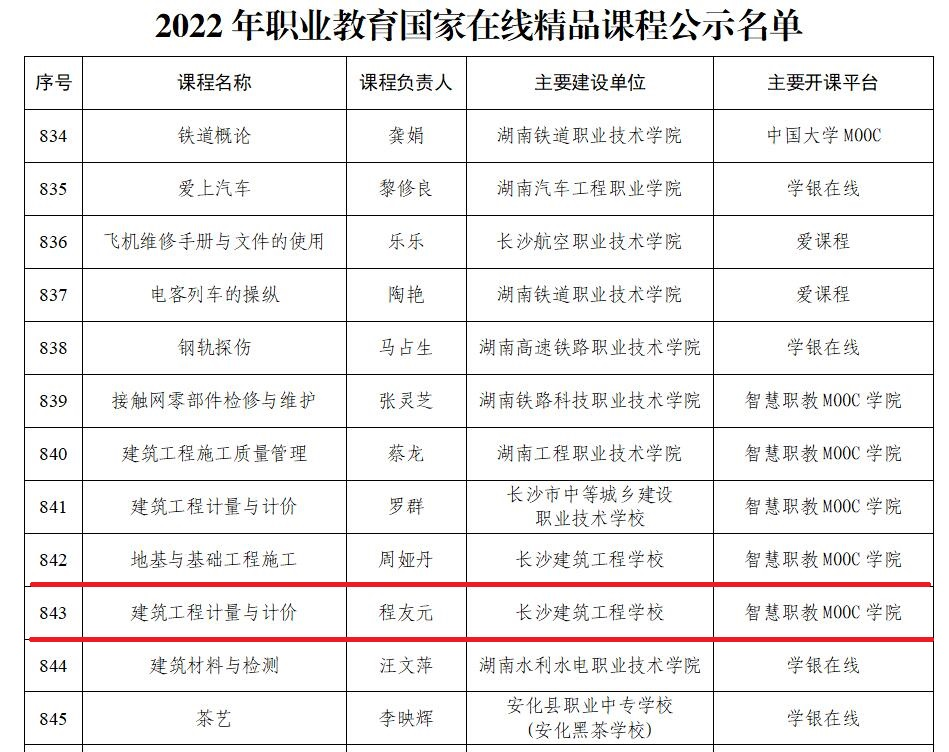 2022 年职业教育国家在线精品课程公示名单
序号 课程名称 课程负责人 主要建设单位 主要开课平台
834 铁道概论 龚娟 湖南铁道职业技术学院 中国大学 MOOC
835 爱上汽车 黎修良 湖南汽车工程职业学院 学银在线
836 飞机维修手册与文件的使用 乐乐 长沙航空职业技术学院 爱课程
837 电客列车的操纵 陶艳 湖南铁道职业技术学院 爱课程
838 钢轨探伤 马占生 湖南高速铁路职业技术学院 学银在线
839 接触网零部件检修与维护 张灵芝 湖南铁路科技职业技术学院 智慧职教 MOOC 学院
840 建筑工程施工质量管理 蔡龙 湖南工程职业技术学院 智慧职教 MOOC 学院
841 建筑工程计量与计价 罗群 长沙市中等城乡建设
职业技术学校 智慧职教 MOOC 学院
842 地基与基础工程施工 周娅丹 长沙建筑工程学校 智慧职教 MOOC 学院
843 建筑工程计量与计价 程友元 长沙建筑工程学校 智慧职教 MOOC 学院
844 建筑材料与检测 汪文萍 湖南水利水电职业技术学院 学银在线
845 茶艺 李映辉 安化县职业中专学校
(安化黑茶学校) 学银在线